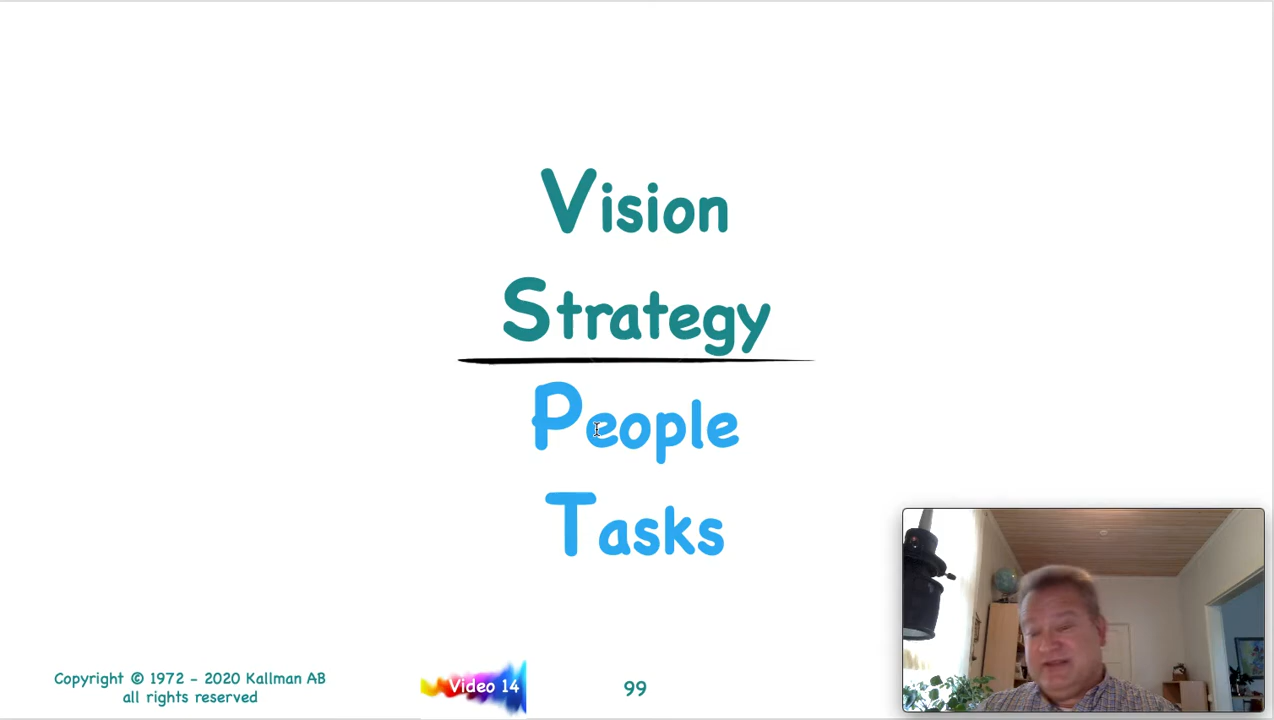 Vision
Strategy
People
Tasks
Copyright © 1972 - 2020 Kallman AB
all rights reserved
Video 14
99